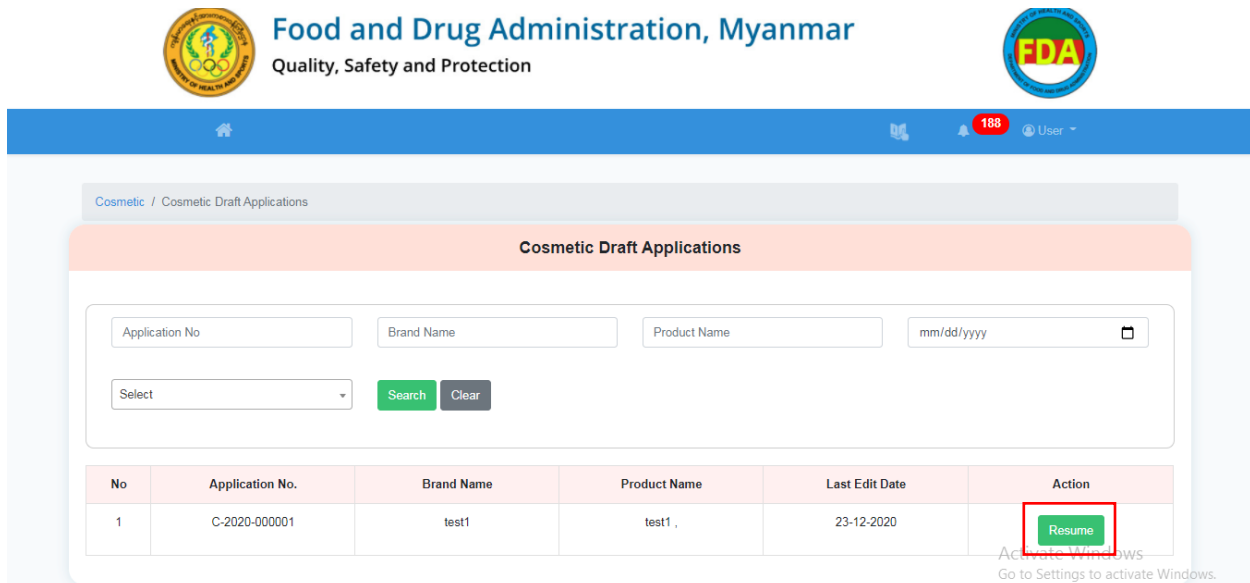 Food and Drug Administration, Myanmar
Quality, Safety and Protection
FDA
188
User
Cosmetic / Cosmetic Draft Applications
Cosmetic Draft Applications
Application No Brand Name Product Name mm/dd/yyyy
Select Search Clear
No Application No. Brand Name Product Name Last Edit Date Action
1 C-2020-000001 test1 test1 , 23-12-2020 Resume
Activate Windows
Go to Settings to activate Windows.